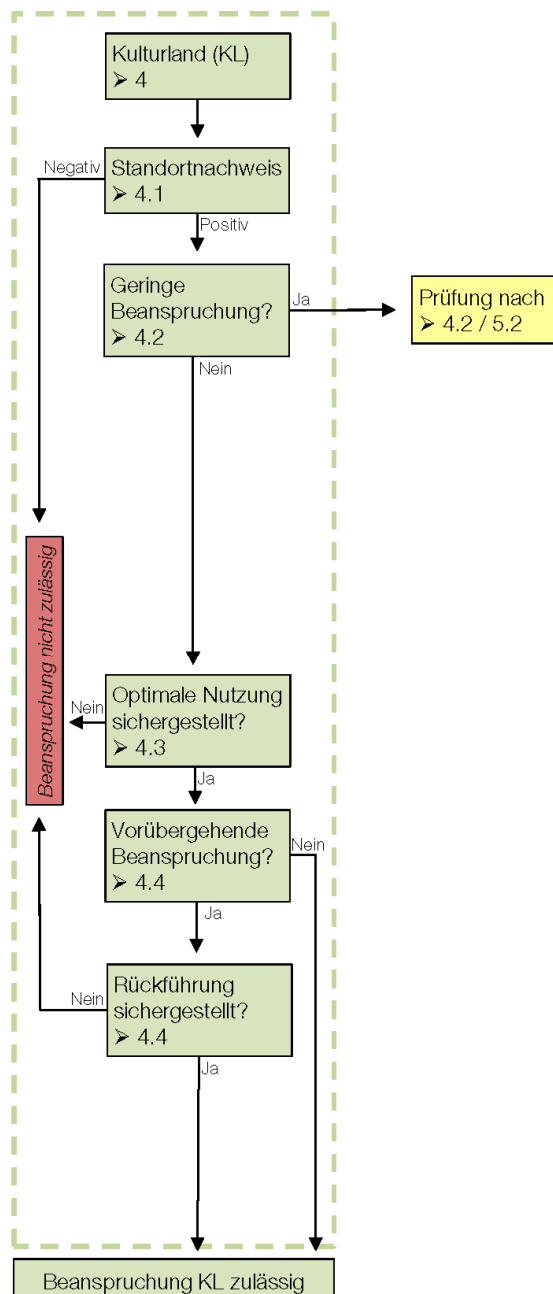 Kulturland (KL)
➢ 4
Negativ
Standortnachweis
➢ 4.1
Positiv
Geringe
Beanspruchung?
➢ 4.2
Ja
Prüfung nach
➢ 4.2 / 5.2
Nein
Beanspruchung nicht zulässig
Optimale Nutzung
sichergestellt?
➢ 4.3
Nein
Ja
Vorübergehende
Beanspruchung?
➢ 4.4
Nein
Ja
Rückführung
sichergestellt?
➢ 4.4
Nein
Ja
Beanspruchung KL zulässig